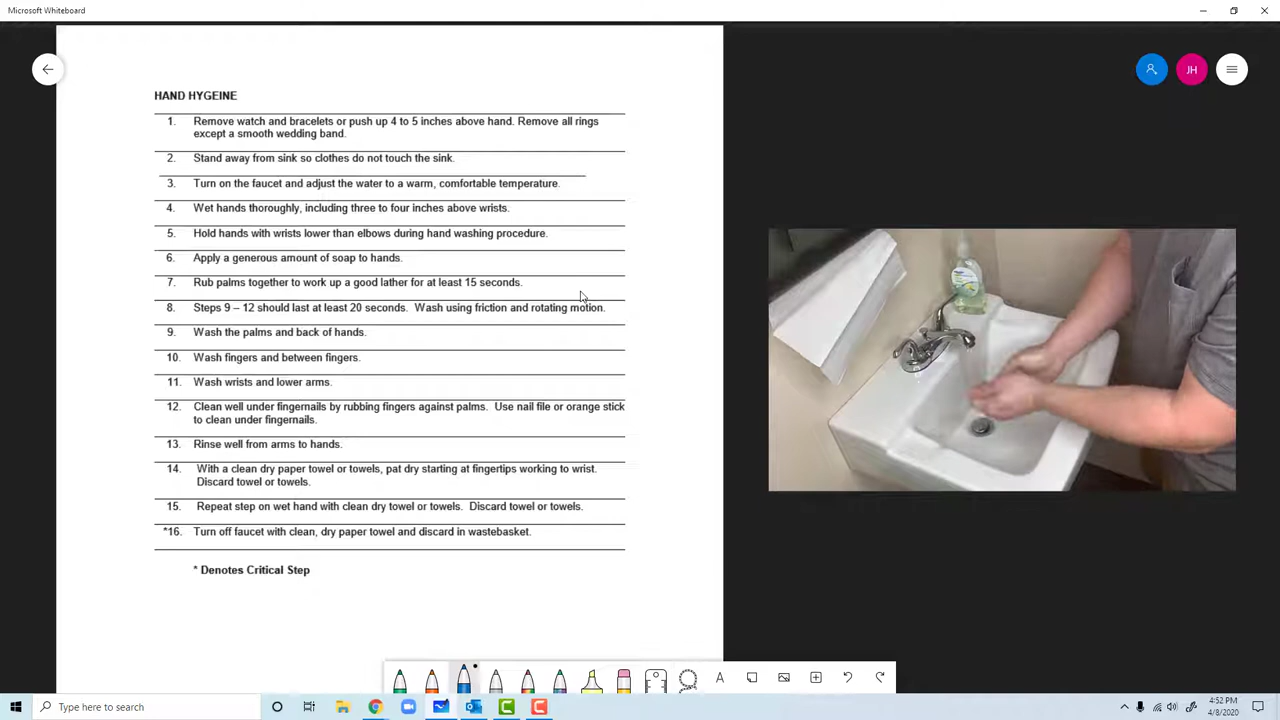 Microsoft Whiteboard
JH
HAND HYGEINE
1. Remove watch and bracelets or push up 4 to 5 inches above hand. Remove all rings
except a smooth wedding band.
2. Stand away from sink so clothes do not touch the sink.
3. Turn on the faucet and adjust the water to a warm, comfortable temperature.
4. Wet hands thoroughly, including three to four inches above wrists.
5. Hold hands with wrists lower than elbows during hand washing procedure.
6. Apply a generous amount of soap to hands.
7. Rub palms together to work up a good lather for at least 15 seconds.
8. Steps 9 – 12 should last at least 20 seconds. Wash using friction and rotating motion.
9. Wash the palms and back of hands.
10. Wash fingers and between fingers.
11. Wash wrists and lower arms.
12. Clean well under fingernails by rubbing fingers against palms. Use nail file or orange stick
to clean under fingernails.
13. Rinse well from arms to hands.
14. With a clean dry paper towel or towels, pat dry starting at fingertips working to wrist.
Discard towel or towels.
15. Repeat step on wet hand with clean dry towel or towels. Discard towel or towels.
*16. Turn off faucet with clean, dry paper towel and discard in wastebasket.
* Denotes Critical Step
A
Type here to search
4:52 PM
4/8/2020